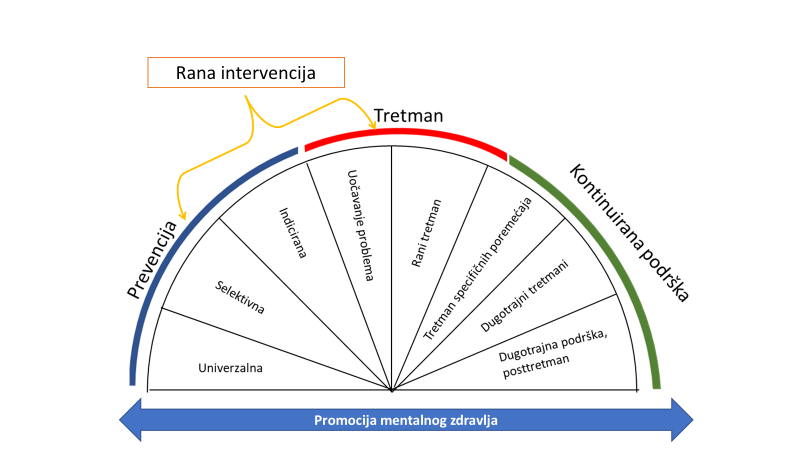 Rana intervencija
Tretman
Prevencija
Kontinuirana podrška
Univerzalna
Selektivna
Indicirana
Uočavanje problema
Rani tretman
Tretman specifičnih poremećaja
Dugotrajni tretmani
Dugotrajna podrška,
posttretman
Promocija mentalnog zdravlja